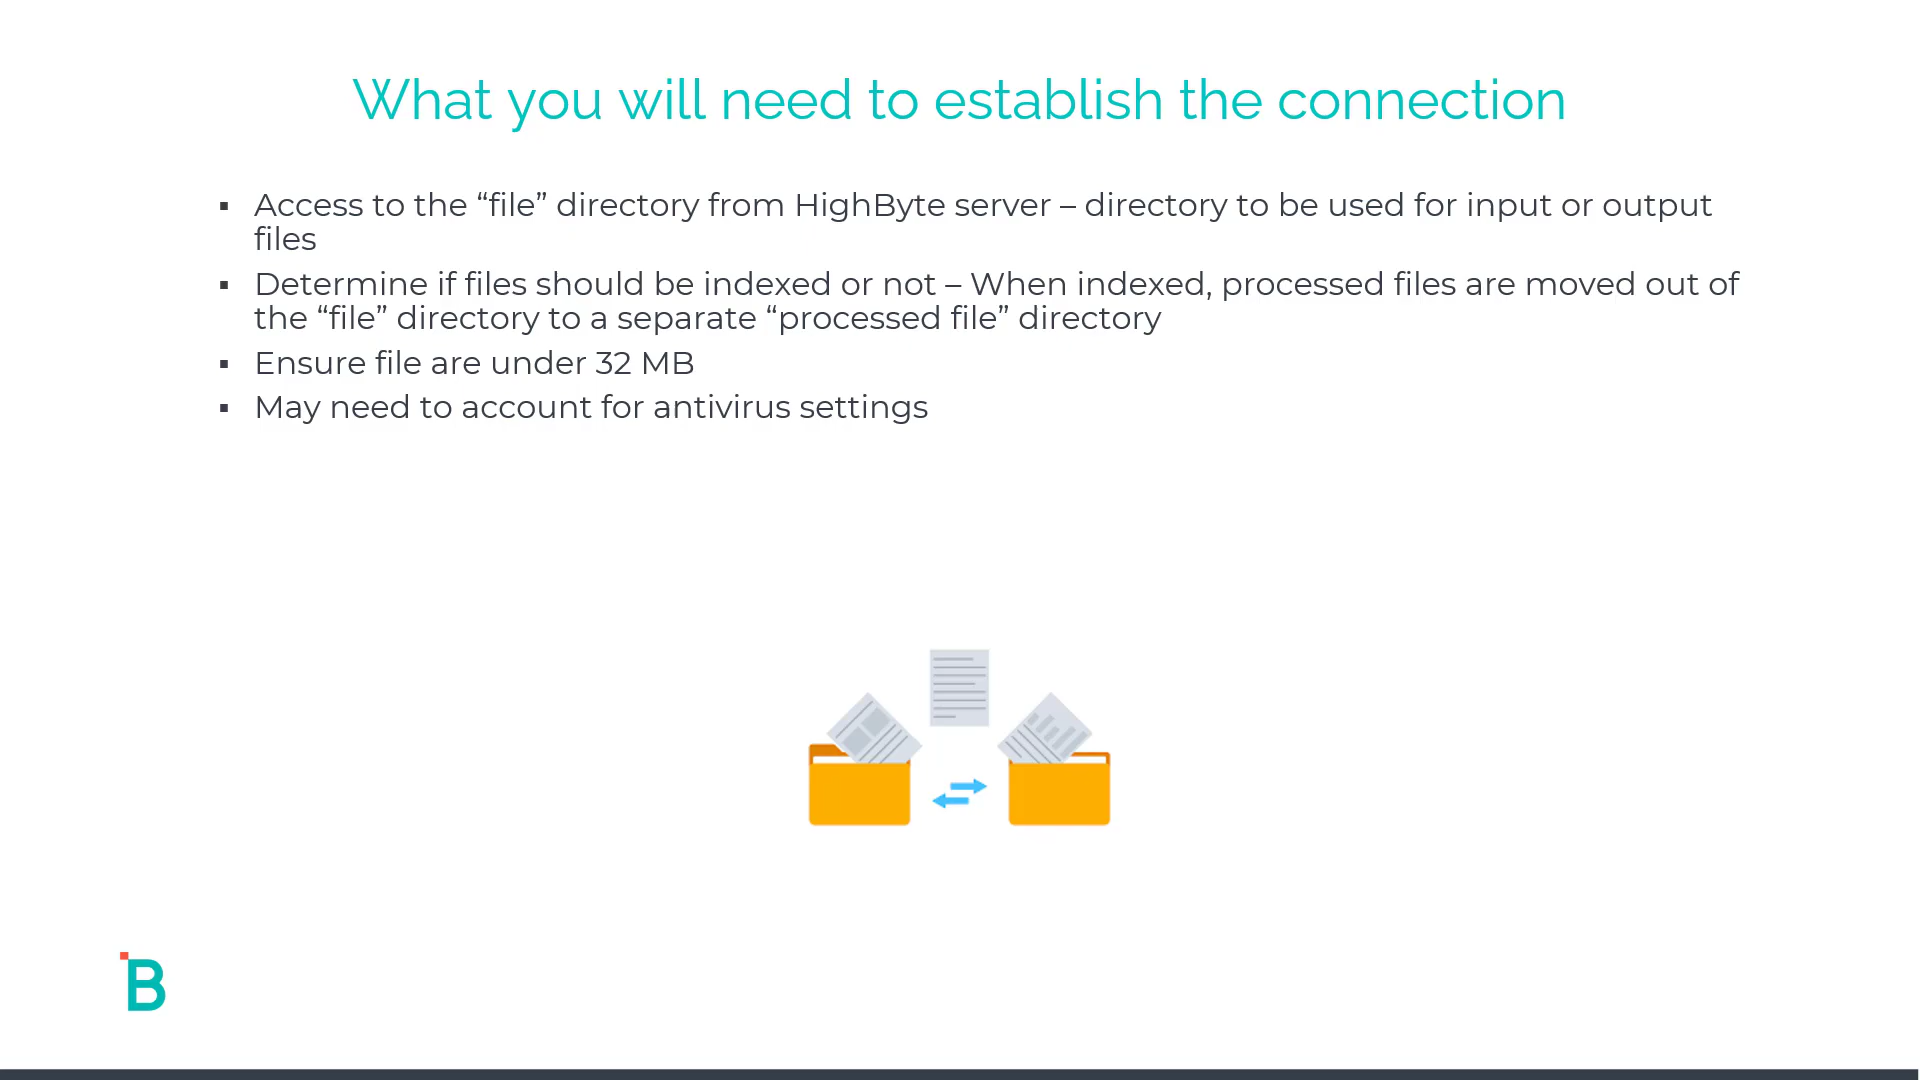 What you will need to establish the connection
▪ Access to the “file” directory from HighByte server – directory to be used for input or output
files
▪ Determine if files should be indexed or not – When indexed, processed files are moved out of
the “file” directory to a separate “processed file” directory
▪ Ensure file are under 32 MB
▪ May need to account for antivirus settings
B